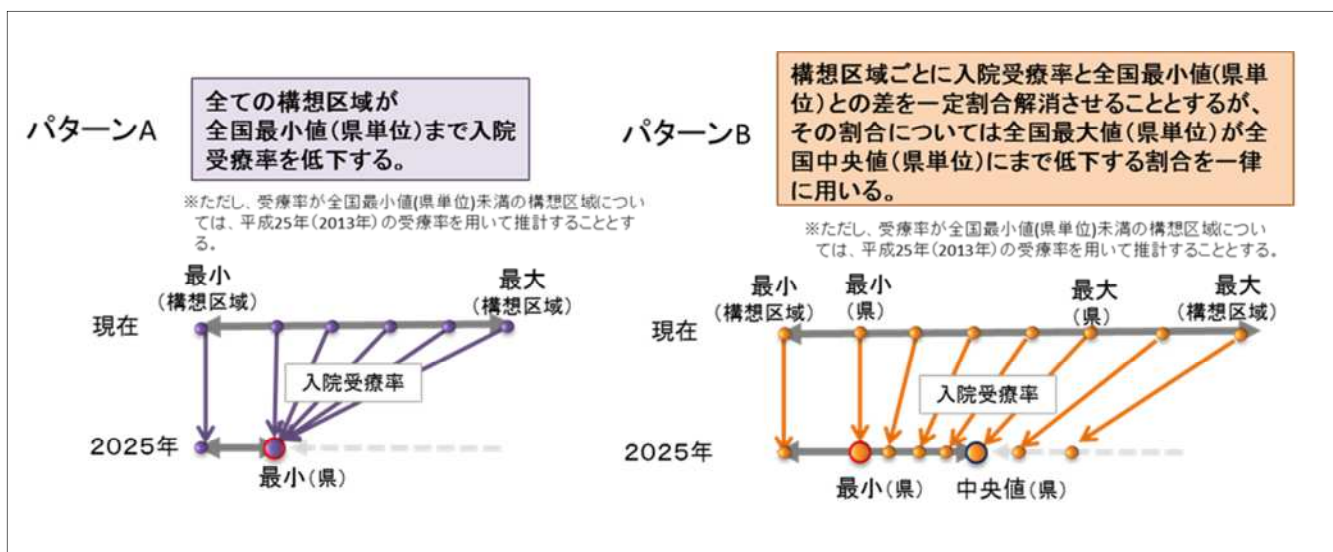 パターンA
全ての構想区域が
全国最小値(県単位)まで入院
受療率を低下する。
※ただし、受療率が全国最小値(県単位)未満の構想区域につい
ては、平成25年(2013年)の受療率を用いて推計することとす
る。
最小
(構想区域)
最大
(構想区域)
現在
入院受療率
2025年
最小(県)
パターンB
構想区域ごとに入院受療率と全国最小値(県単
位)との差を一定割合解消させることとするが、
その割合については全国最大値(県単位)が全
国中央値(県単位)にまで低下する割合を一律
に用いる。
※ただし、受療率が全国最小値(県単位)未満の構想区域につい
ては、平成25年(2013年)の受療率を用いて推計することとする。
最小
(構想区域)
最小
(県)
最大
(県)
最大
(構想区域)
現在
入院受療率
2025年
最小(県)
中央値(県)